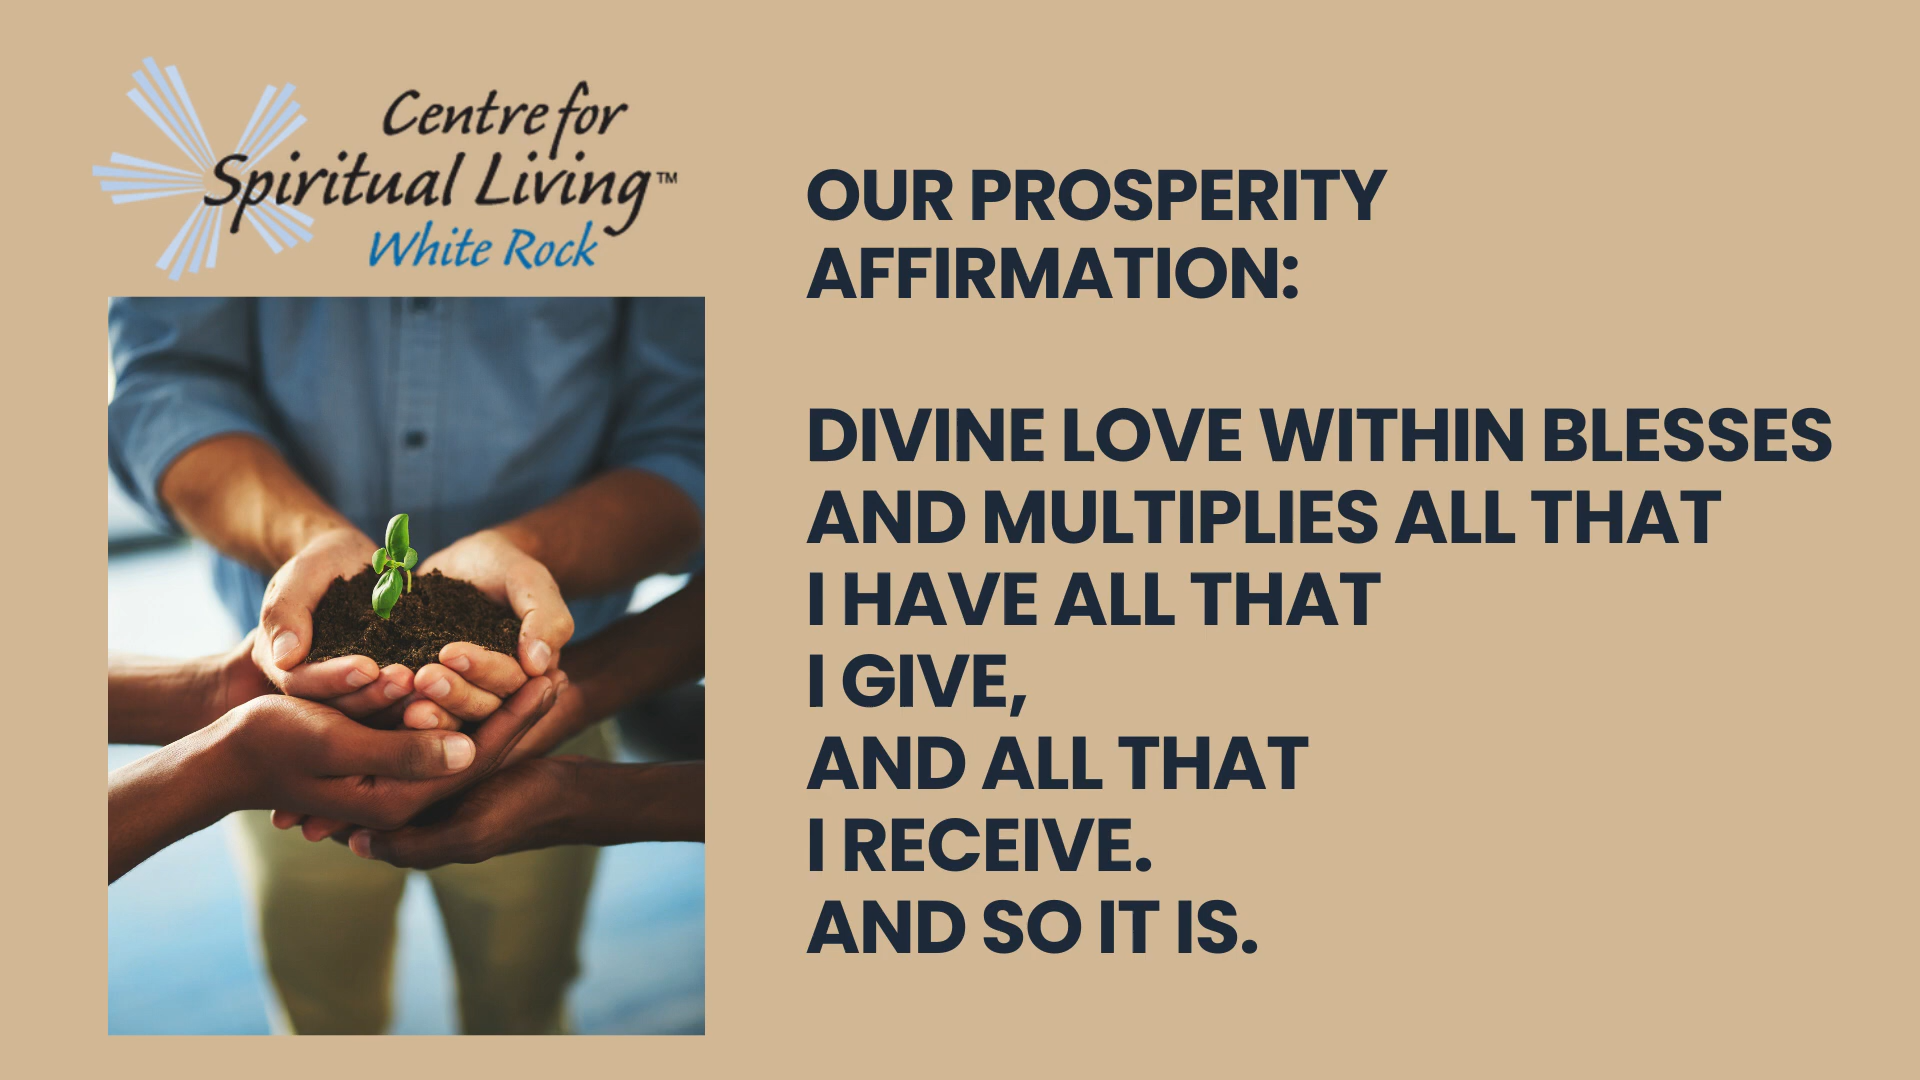 Centre for
Spiritual Living™
White Rock
OUR PROSPERITY
AFFIRMATION:
DIVINE LOVE WITHIN BLESSES
AND MULTIPLIES ALL THAT
I HAVE ALL THAT
I GIVE,
AND ALL THAT
I RECEIVE.
AND SO IT IS.